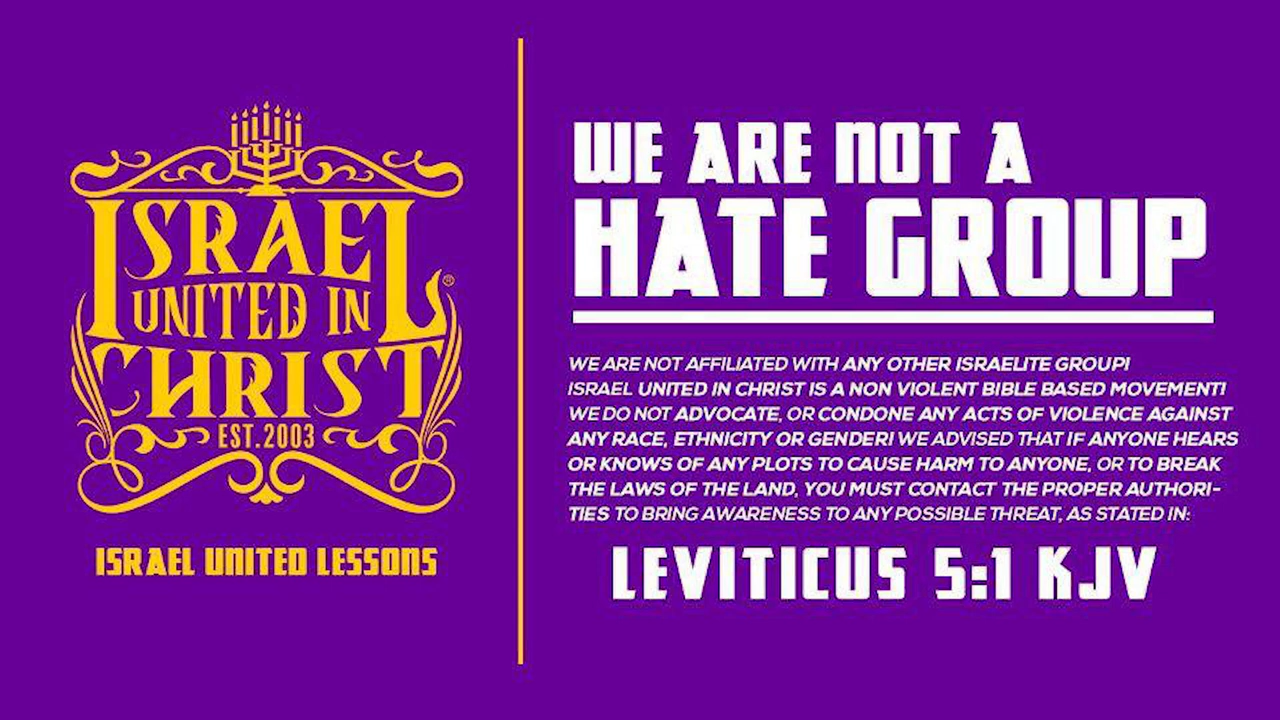 ISRAEL
UNITED IN
CHRIST®
EST. 2003
ISRAEL UNITED LESSONS
WE ARE NOT A
HATE GROUP
WE ARE NOT AFFILIATED WITH ANY OTHER ISRAELITE GROUP!
ISRAEL UNITED IN CHRIST IS A NON VIOLENT BIBLE BASED MOVEMENT!
WE DO NOT ADVOCATE, OR CONDONE ANY ACTS OF VIOLENCE AGAINST
ANY RACE, ETHNICITY OR GENDER! WE ADVISED THAT IF ANYONE HEARS
OR KNOWS OF ANY PLOTS TO CAUSE HARM TO ANYONE, OR TO BREAK
THE LAWS OF THE LAND, YOU MUST CONTACT THE PROPER AUTHORI-
TIES TO BRING AWARENESS TO ANY POSSIBLE THREAT, AS STATED IN:
LEVITICUS 5:1 KJV